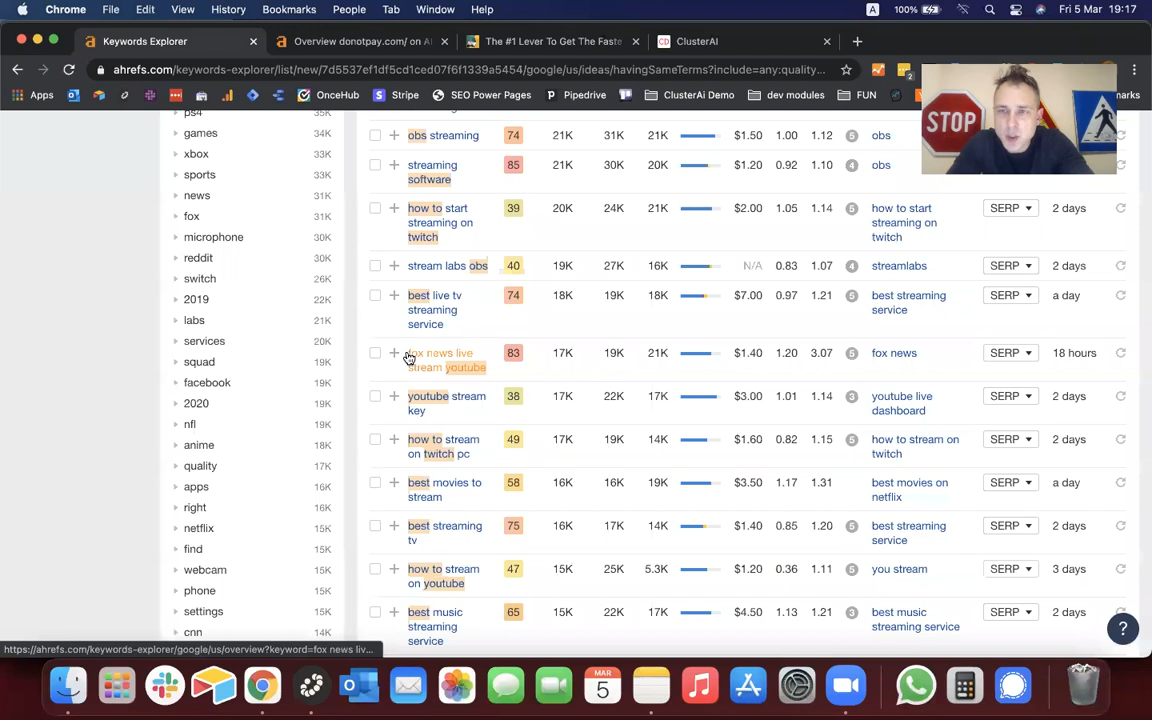 Chrome File Edit View History Bookmarks People Tab Window Help A 100% Fri 5 Mar 19:17
Keywords Explorer Overview donotpay.com/ on A The #1 Lever To Get The Faste CD ClusterAI
ahrefs.com/keywords-explorer/list/new/7d5537ef1df5cd1ced07f6f1339a5454/google/us/ideas/havingSameTerms?include=any:quality...
Apps OnceHub Stripe SEO Power Pages Pipedrive ClusterAi Demo dev modules FUN
STOP
ps4 33K
games 34K
xbox 33K
sports 33K
news 31K
fox 31K
microphone 30K
reddit 30K
switch 26K
2019 22K
labs 21K
services 20K
squad 19K
facebook 19K
2020 19K
nfl 19K
anime 18K
quality 17K
apps 16K
right 16K
netflix 15K
find 15K
webcam 15K
phone 15K
settings 15K
cnn 14K
obs streaming 74 21K 31K 21K $1.50 1.00 1.12 5 obs
streaming software 85 21K 30K 20K $1.20 0.92 1.10 4 obs
how to start streaming on twitch 39 20K 24K 21K $2.00 1.05 1.14 5 how to start streaming on twitch SERP 2 days
stream labs obs 40 19K 27K 16K N/A 0.83 1.07 4 streamlabs SERP 2 days
best live tv streaming service 74 18K 19K 18K $7.00 0.97 1.21 5 best streaming service SERP a day
fox news live stream youtube 83 17K 19K 21K $1.40 1.20 3.07 5 fox news SERP 18 hours
youtube stream key 38 17K 22K 17K $3.00 1.01 1.14 3 youtube live dashboard SERP 2 days
how to stream on twitch pc 49 17K 19K 14K $1.60 0.82 1.15 5 how to stream on twitch SERP 2 days
best movies to stream 58 16K 16K 19K $3.50 1.17 1.31 best movies on netflix SERP a day
best streaming tv 75 16K 17K 14K $1.40 0.85 1.20 5 best streaming service SERP 2 days
how to stream on youtube 47 15K 25K 5.3K $1.20 0.36 1.11 5 you stream SERP 3 days
best music streaming service 65 15K 22K 17K $4.50 1.13 1.21 3 best music streaming service SERP 2 days
?
https://ahrefs.com/keywords-explorer/google/us/overview?keyword=fox news liv...
MAR
5